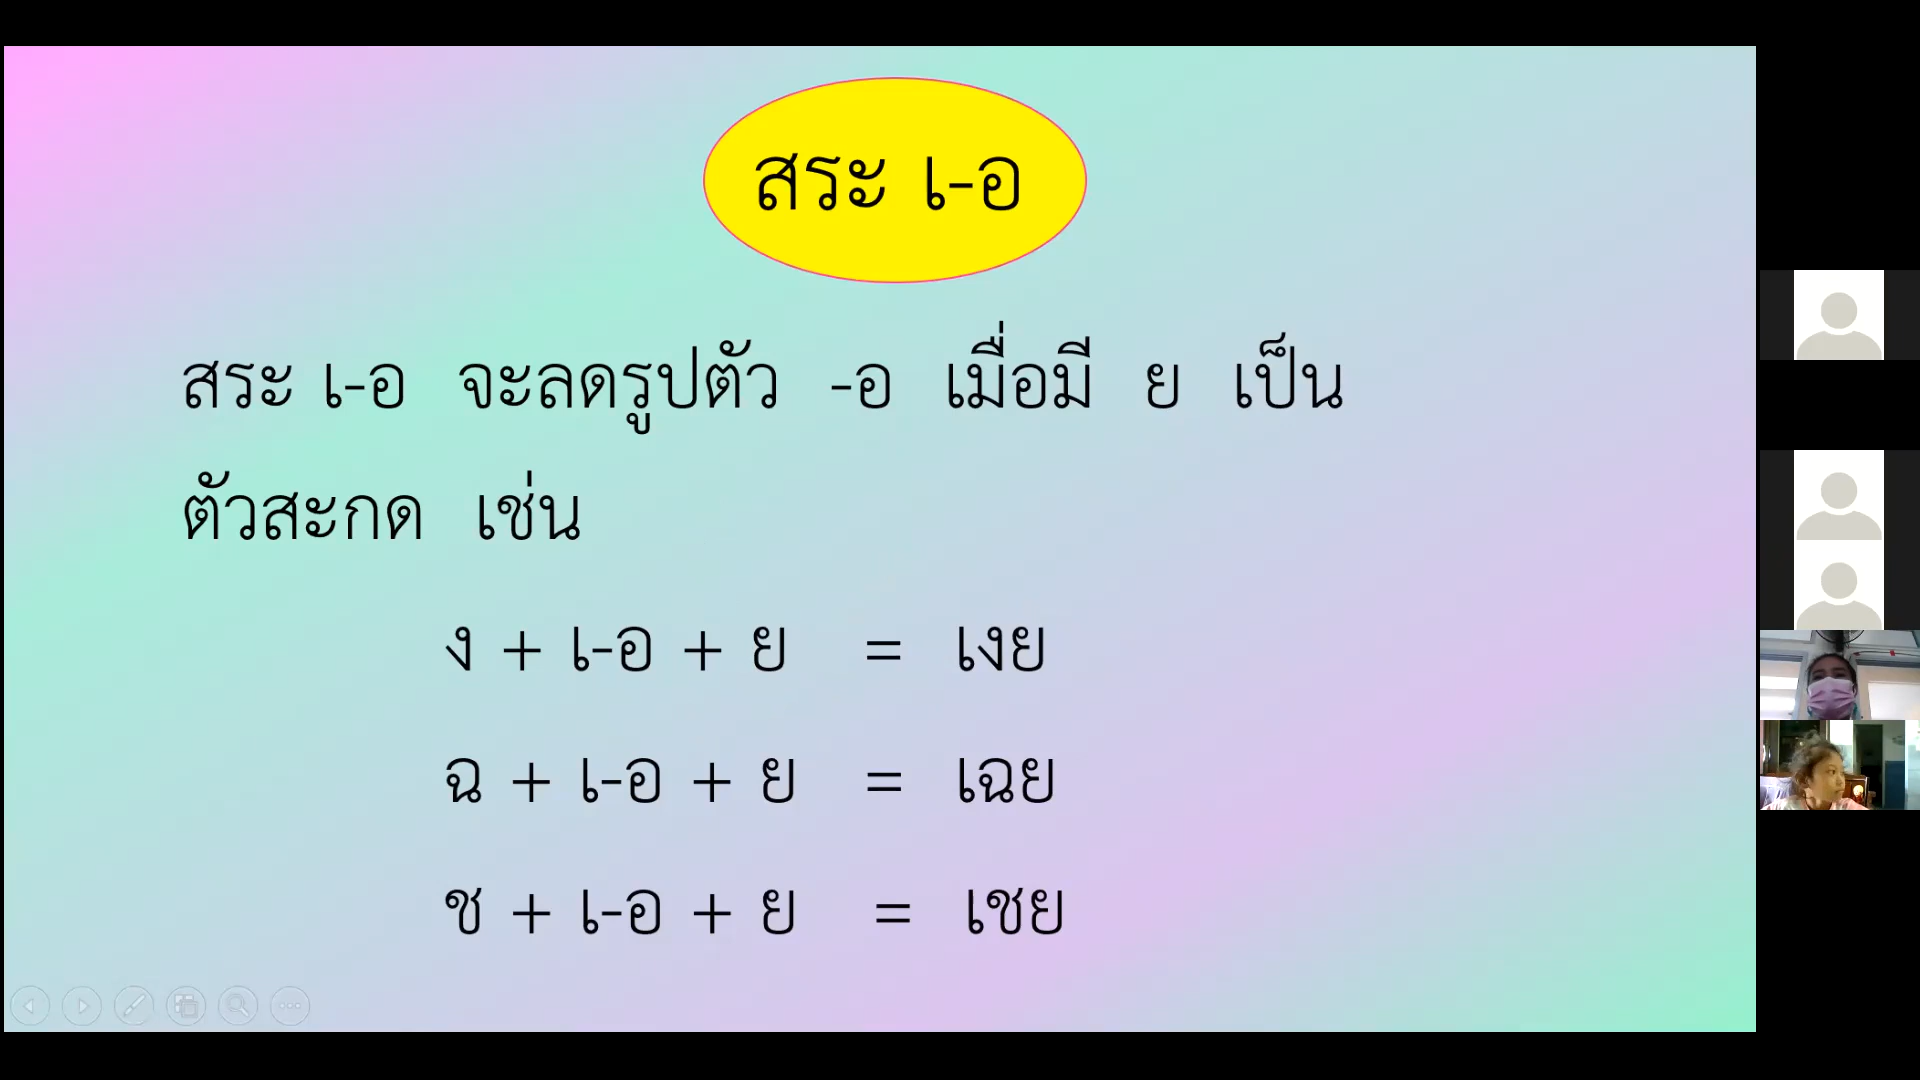 สระ เ-อ
สระ เ-อ จะลดรูปตัว -อ เมื่อมี ย เป็น
ตัวสะกด เช่น
ง + เ-อ + ย = เงย
ฉ + เ-อ + ย = เฉย
ช + เ-อ + ย = เชย